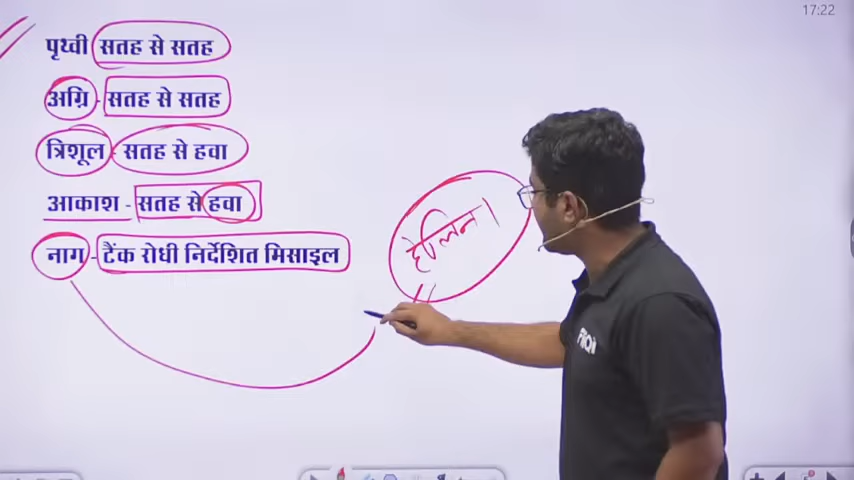 17:22
पृथ्वी सतह से सतह
अग्नि - सतह से सतह
त्रिशूल - सतह से हवा
आकाश - सतह से हवा
नाग - टैंक रोधी निर्देशित मिसाइल